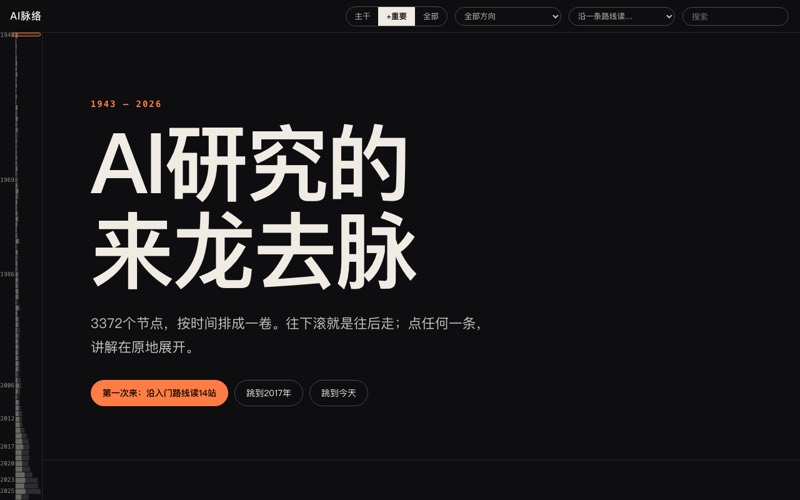 AI脉络
主干 +重要 全部 全部方向 沿一条路线读… 搜索
1943 — 2026
AI研究的
来龙去脉
3372个节点，按时间排成一卷。往下滚就是往后走；点任何一条，
讲解在原地展开。
第一次来：沿入门路线读14站 跳到2017年 跳到今天
1969
1986
2006
2012
2017
2020
2023
2025